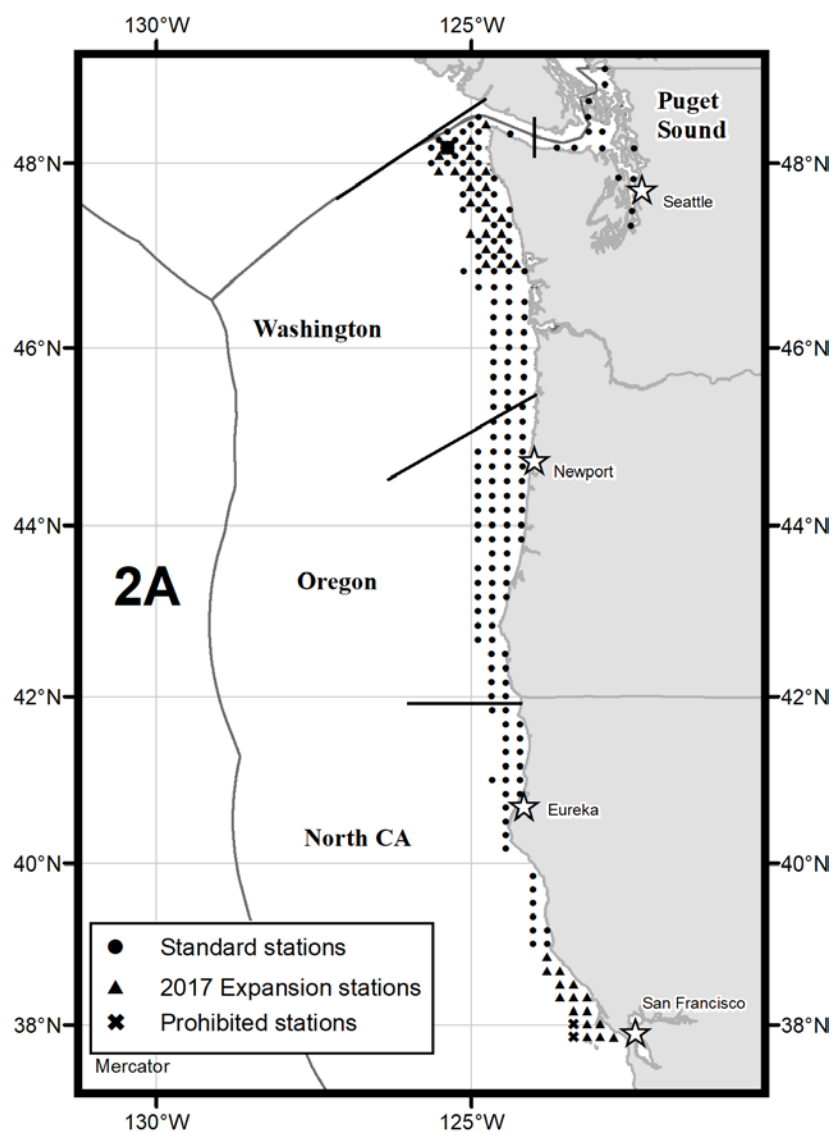 130°W 125°W
Puget
Sound
48°N 48°N
Seattle
Washington
46°N 46°N
Newport
44°N 44°N
2A
Oregon
42°N 42°N
Eureka
North CA
40°N 40°N
Standard stations
2017 Expansion stations
San Francisco
Prohibited stations
38°N 38°N
Mercator
130°W 125°W